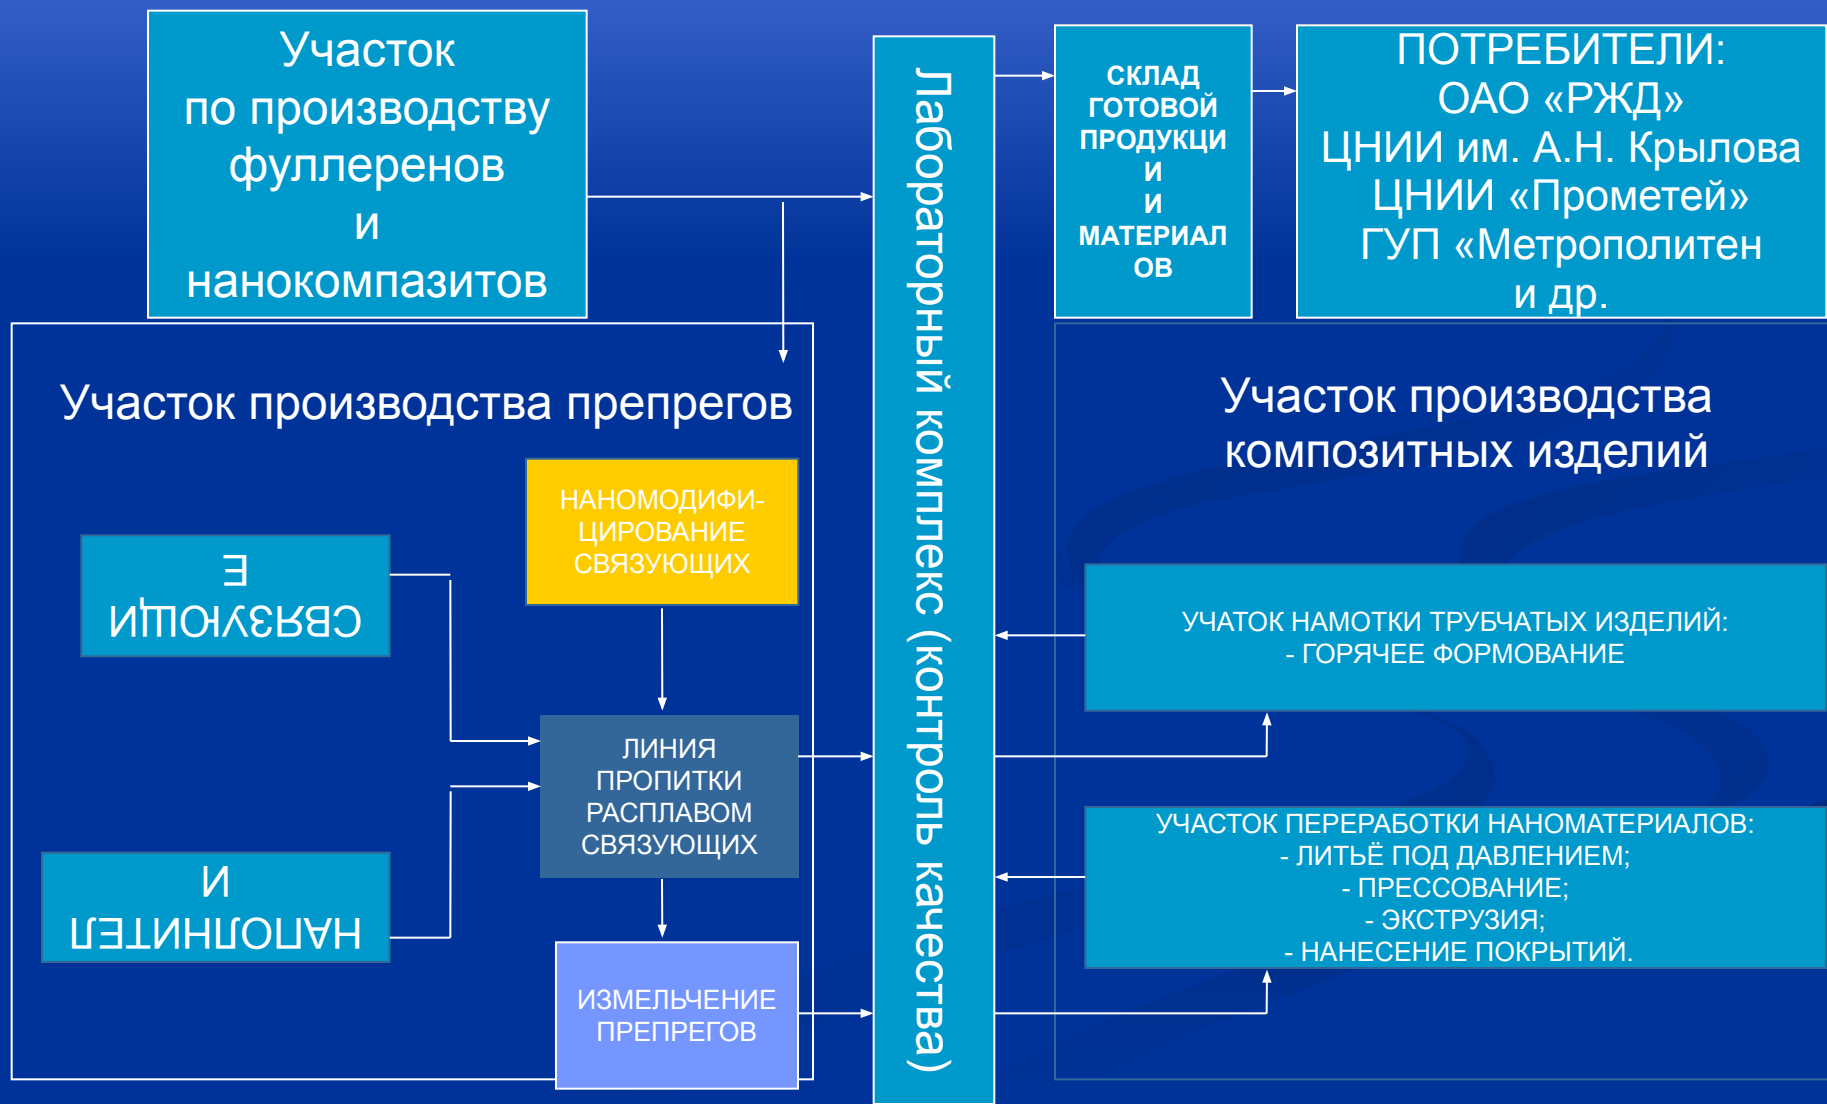 Участок
по производству
фуллеренов
и
нанокомпазитов
Лабораторный комплекс (контроль качества)
СКЛАД
ГОТОВОЙ
ПРОДУКЦИ
И
И
МАТЕРИАЛ
ОВ
ПОТРЕБИТЕЛИ:
ОАО «РЖД»
ЦНИИ им. А.Н. Крылова
ЦНИИ «Прометей»
ГУП «Метрополитен
и др.
Участок производства препрегов
НАНОМОДИФИ-
ЦИРОВАНИЕ
СВЯЗУЮЩИХ
СВЯЗУЮЩИ
Е
ЛИНИЯ
ПРОПИТКИ
РАСПЛАВОМ
СВЯЗУЮЩИХ
НАПОЛНИТЕЛ
И
ИЗМЕЛЬЧЕНИЕ
ПРЕПРЕГОВ
Участок производства
композитных изделий
УЧАТОК НАМОТКИ ТРУБЧАТЫХ ИЗДЕЛИЙ:
- ГОРЯЧЕЕ ФОРМОВАНИЕ
УЧАСТОК ПЕРЕРАБОТКИ НАНОМАТЕРИАЛОВ:
- ЛИТЬЁ ПОД ДАВЛЕНИЕМ;
- ПРЕССОВАНИЕ;
- ЭКСТРУЗИЯ;
- НАНЕСЕНИЕ ПОКРЫТИЙ.